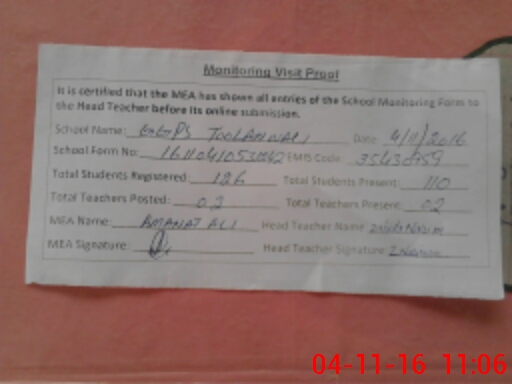 Monitoring Visit Proof
It is certified that the MEA has shown all entries of the School Monitoring Form to
the Head Teacher before its online submission.
School Name: GGPS Date: 4/11/2016
School Form No: EMIS Code:
Total Students Registered: 126 Total Students Present: 110
Total Teachers Posted: 02 Total Teachers Present: 02
MEA Name: AMANAT ALI Head Teacher Name:
MEA Signature: Head Teacher Signature:
04-11-16 11:06